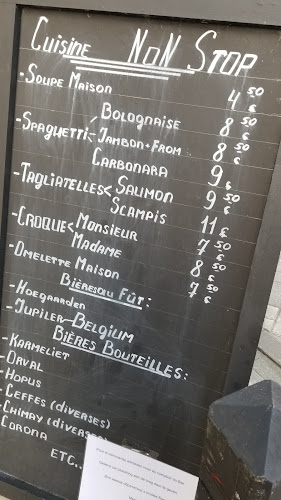 Cuisine Non Stop
-Soupe Maison 4,50 €
Bolognaise 8,50 €
-Spaghetti-Jambon+From 8,50 €
Carbonara 9 €
-Tagliatelles<Saumon 9,50 €
Scampis 11 €
-Croque<Monsieur 7,50 €
Madame 8,50 €
-Omelette Maison 7,50 €
Bières au Fût:
-Hoegaarden
-Jupiler-Belgium
Bières Bouteilles:
-Karmeliet
-Orval
-Hopus
-Ceffes (diverses)
-Chimay (diverses)
-Corona
etc..